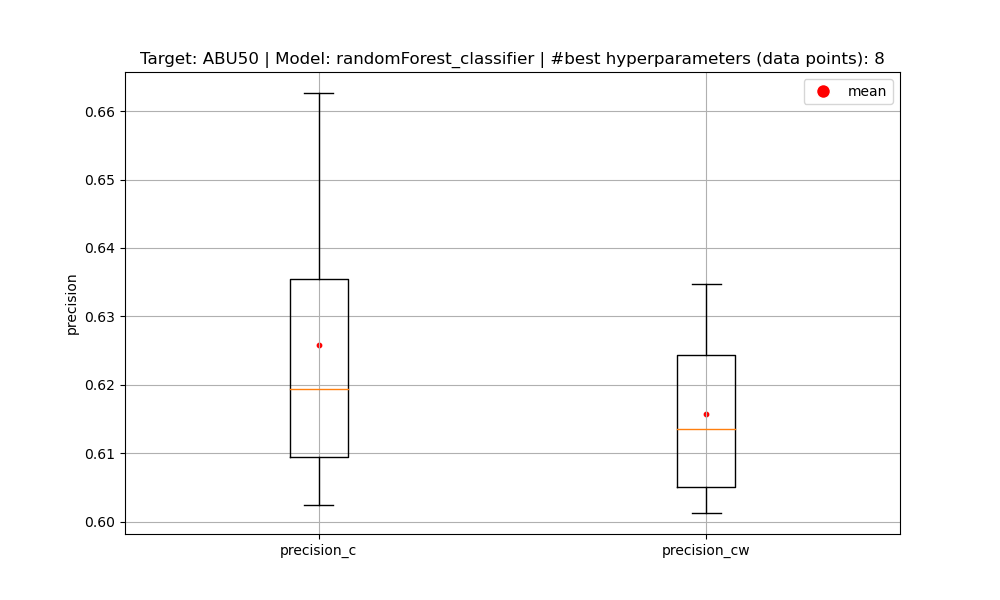 Target: ABU50 | Model: randomForest_classifier | #best hyperparameters (data points): 8
mean
0.66
0.65
0.64
0.63
0.62
0.61
0.60
precision
precision_c
precision_cw